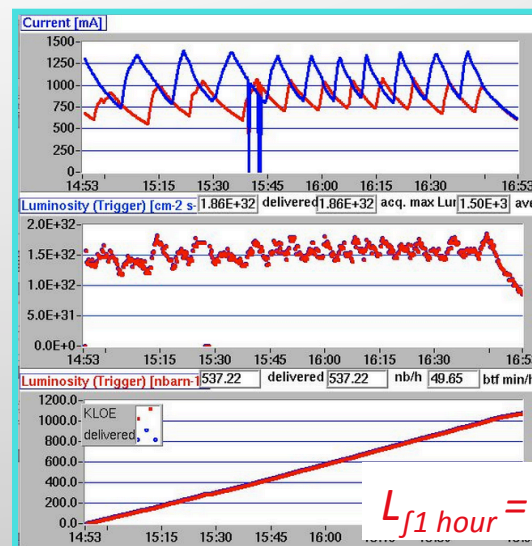 Current [mA]
1500
1250
1000
750
500
250
0
14:53 15:15 15:30 15:45 16:00 16:15 16:30 16:53
Luminosity (Trigger) [cm-2 s- 1.86E+32 delivered 1.86E+32 acq. max Lur 1.50E+3 ave
2.0E+32
1.5E+32
1.0E+32
5.0E+31
0.0E+0
14:53 15:15 15:30 15:45 16:00 16:15 16:30 16:5
Luminosity (Trigger) [nbarn-1 537.22 delivered 537.22 nb/h 49.65 btf min/h
1200.0
1000.0
800.0
600.0
400.0
200.0
0.0
KLOE
delivered
L∫1 hour =
14:53 15:15 15:30 15:45 16:00